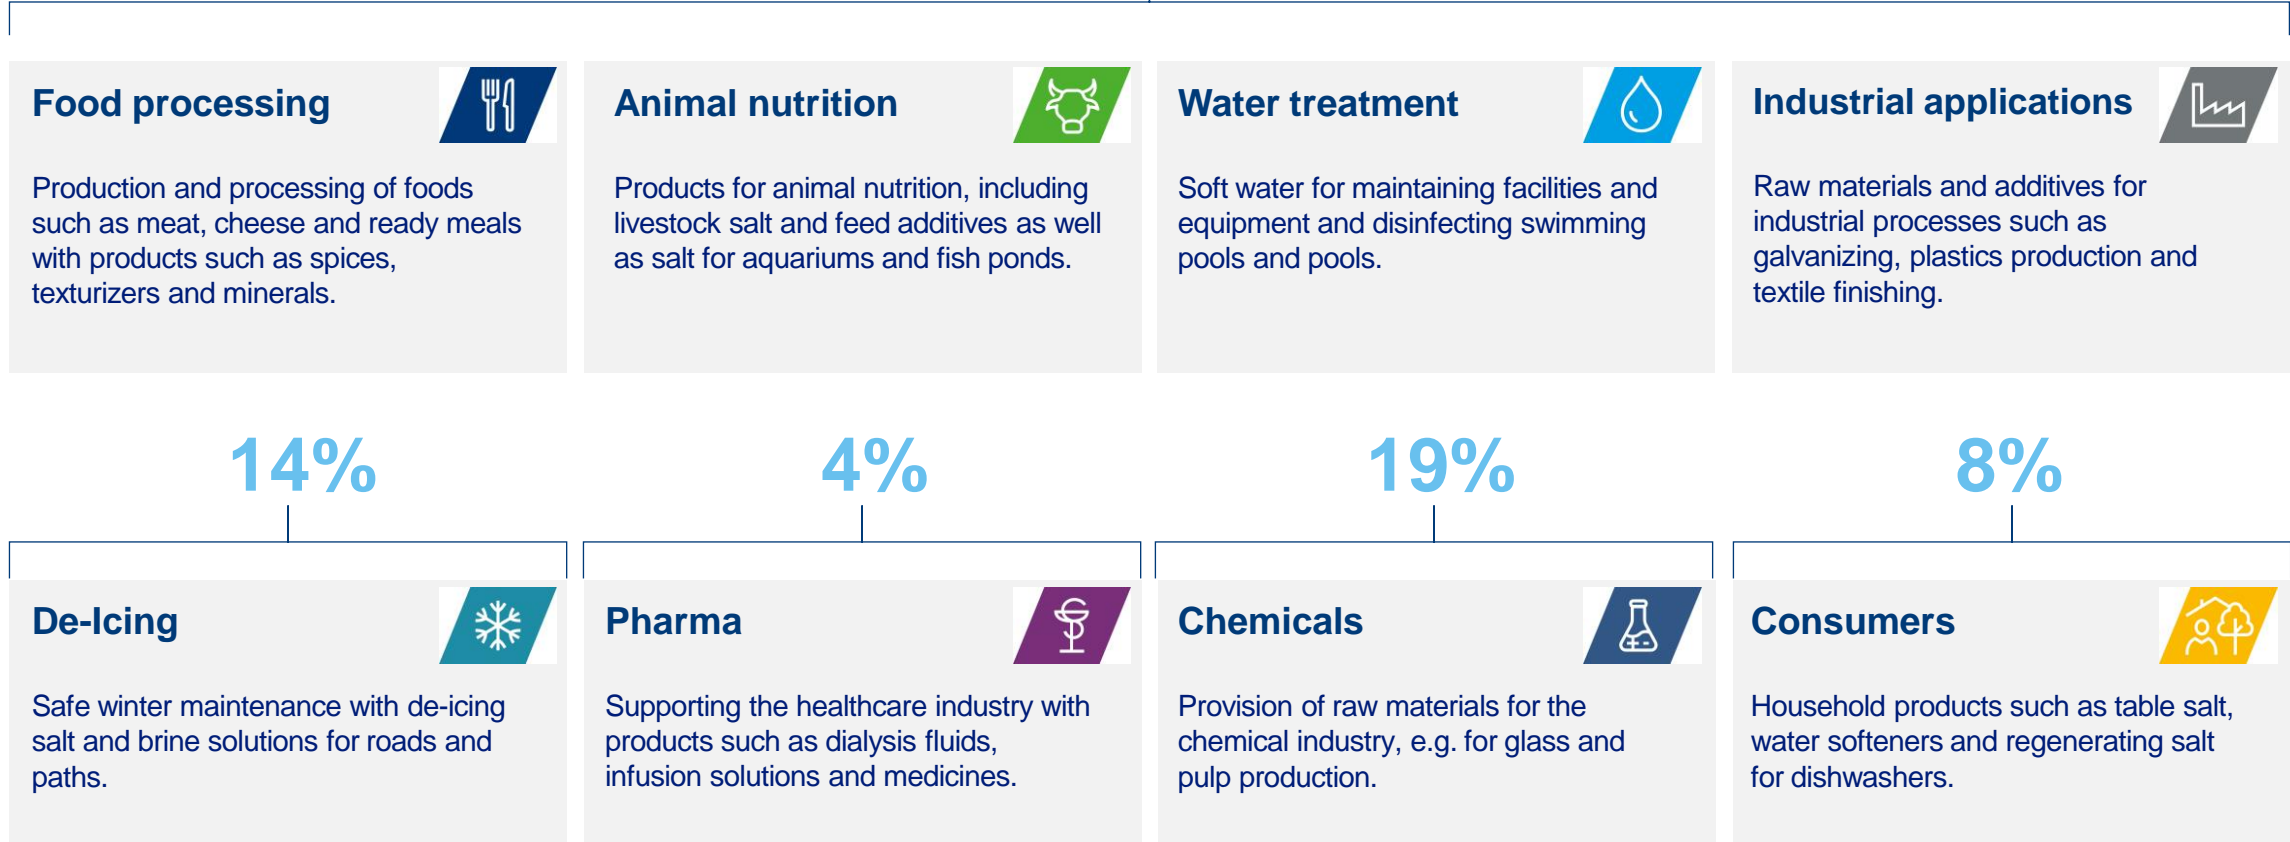 Food processing
Production and processing of foods
such as meat, cheese and ready meals
with products such as spices,
texturizers and minerals.
Animal nutrition
Products for animal nutrition, including
livestock salt and feed additives as well
as salt for aquariums and fish ponds.
Water treatment
Soft water for maintaining facilities and
equipment and disinfecting swimming
pools and pools.
Industrial applications
Raw materials and additives for
industrial processes such as
galvanizing, plastics production and
textile finishing.
14%
4%
19%
8%
De-Icing
Safe winter maintenance with de-icing
salt and brine solutions for roads and
paths.
Pharma
Supporting the healthcare industry with
products such as dialysis fluids,
infusion solutions and medicines.
Chemicals
Provision of raw materials for the
chemical industry, e.g. for glass and
pulp production.
Consumers
Household products such as table salt,
water softeners and regenerating salt
for dishwashers.